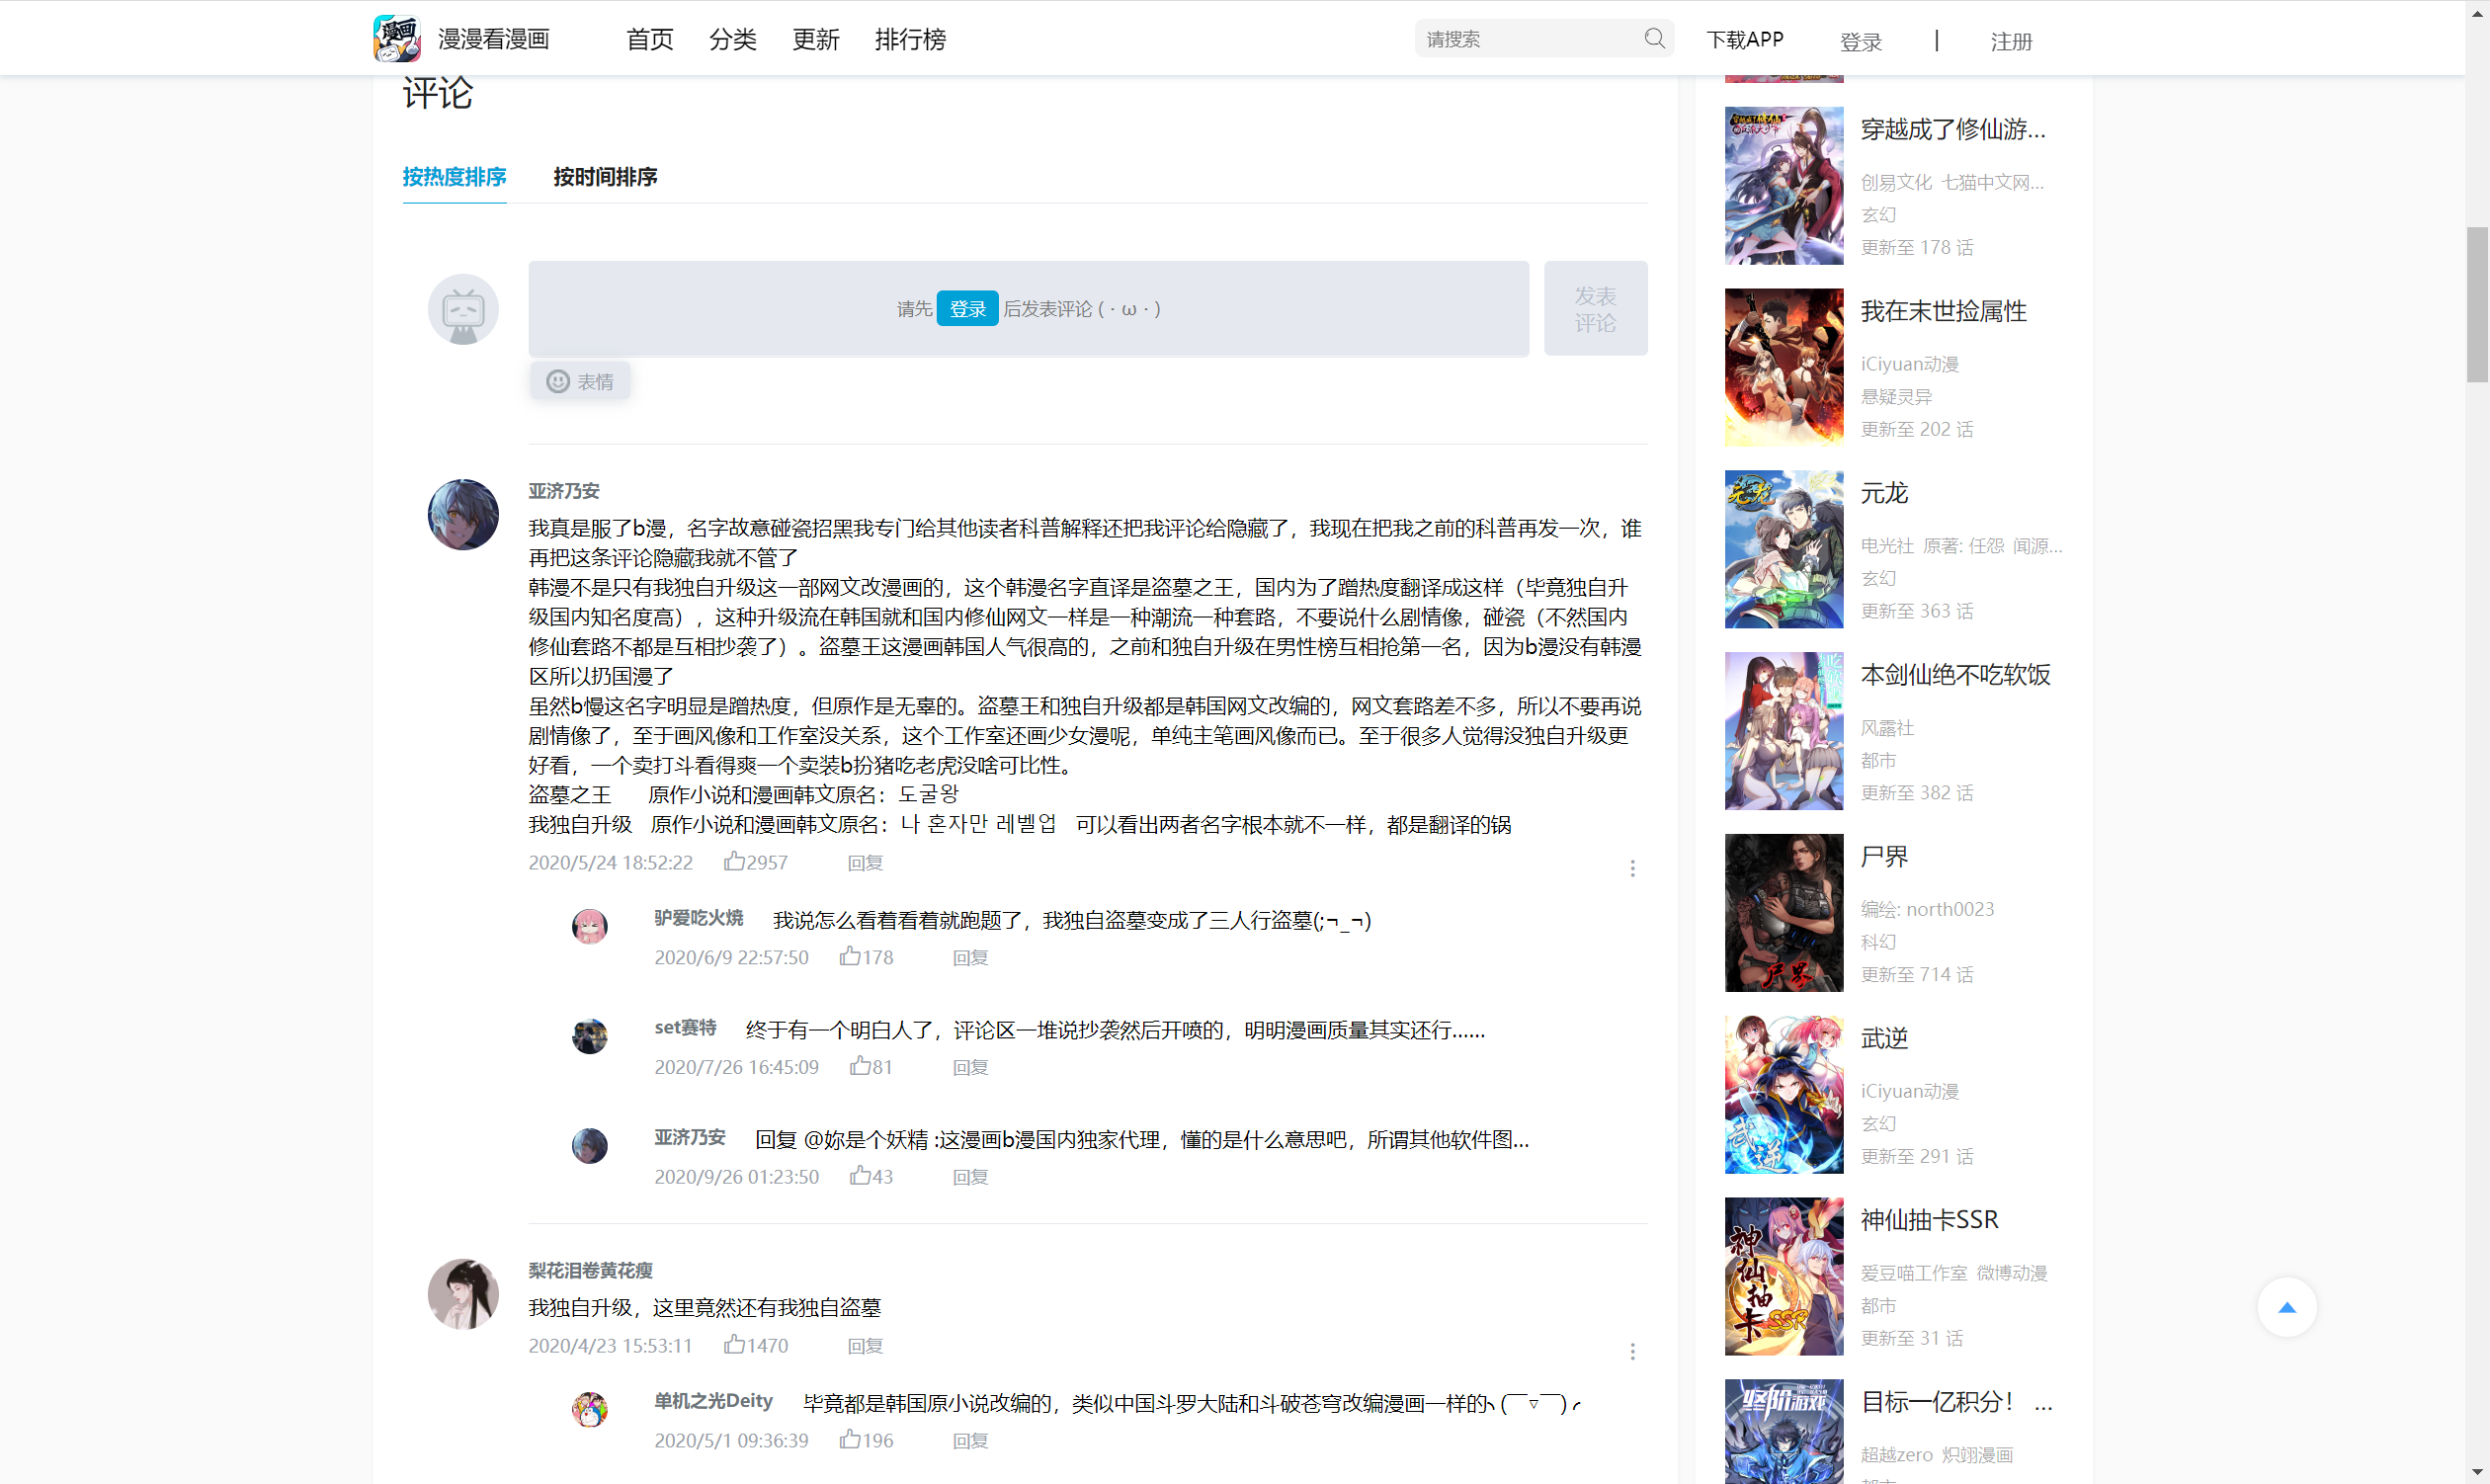 漫漫看漫画
首页 分类 更新 排行榜
请搜索
下载APP
登录 | 注册
评论
按热度排序 按时间排序
请先 登录 后发表评论 ( · ω · )
发表
评论
表情
亚济乃安
我真是服了b漫，名字故意碰瓷招黑我专门给其他读者科普解释还把我评论给隐藏了，我现在把我之前的科普再发一次，谁
再把这条评论隐藏我就不管了
韩漫不是只有我独自升级这一部网文改漫画的，这个韩漫名字直译是盗墓之王，国内为了蹭热度翻译成这样（毕竟独自升
级国内知名度高），这种升级流在韩国就和国内修仙网文一样是一种潮流一种套路，不要说什么剧情像，碰瓷（不然国内
修仙套路不都是互相抄袭了）。盗墓王这漫画韩国人气很高的，之前和独自升级在男性榜互相抢第一名，因为b漫没有韩漫
区所以扔国漫了
虽然b慢这名字明显是蹭热度，但原作是无辜的。盗墓王和独自升级都是韩国网文改编的，网文套路差不多，所以不要再说
剧情像了，至于画风像和工作室没关系，这个工作室还画少女漫呢，单纯主笔画风像而已。至于很多人觉得没独自升级更
好看，一个卖打斗看得爽一个卖装b扮猪吃老虎没啥可比性。
盗墓之王 原作小说和漫画韩文原名：도굴왕
我独自升级 原作小说和漫画韩文原名：나 혼자만 레벨업 可以看出两者名字根本就不一样，都是翻译的锅
2020/5/24 18:52:22 2957 回复
驴爱吃火燒 我说怎么看着看着就跑题了，我独自盗墓变成了三人行盗墓(;¬_¬)
2020/6/9 22:57:50 178 回复
set赛特 终于有一个明白人了，评论区一堆说抄袭然后开喷的，明明漫画质量其实还行......
2020/7/26 16:45:09 81 回复
亚济乃安 回复 @妳是个妖精 :这漫画b漫国内独家代理，懂的是什么意思吧，所谓其他软件图...
2020/9/26 01:23:50 43 回复
梨花泪卷黄花瘦
我独自升级，这里竟然还有我独自盗墓
2020/4/23 15:53:11 1470 回复
单机之光Deity 毕竟都是韩国原小说改编的，类似中国斗罗大陆和斗破苍穹改编漫画一样的╮(￣▽￣)╭
2020/5/1 09:36:39 196 回复
穿越成了修仙游...
创易文化 七猫中文网...
玄幻
更新至 178 话
我在末世捡属性
iCiyuan动漫
悬疑灵异
更新至 202 话
元龙
电光社 原著: 任怨 闻源...
玄幻
更新至 363 话
本剑仙绝不吃软饭
风露社
都市
更新至 382 话
尸界
尸界
编绘: north0023
科幻
更新至 714 话
武逆
武逆
iCiyuan动漫
玄幻
更新至 291 话
神仙抽卡SSR
神仙抽卡SSR
爱豆喵工作室 微博动漫
都市
更新至 31 话
终阶游戏
目标一亿积分！ ...
超越zero 炽翊漫画